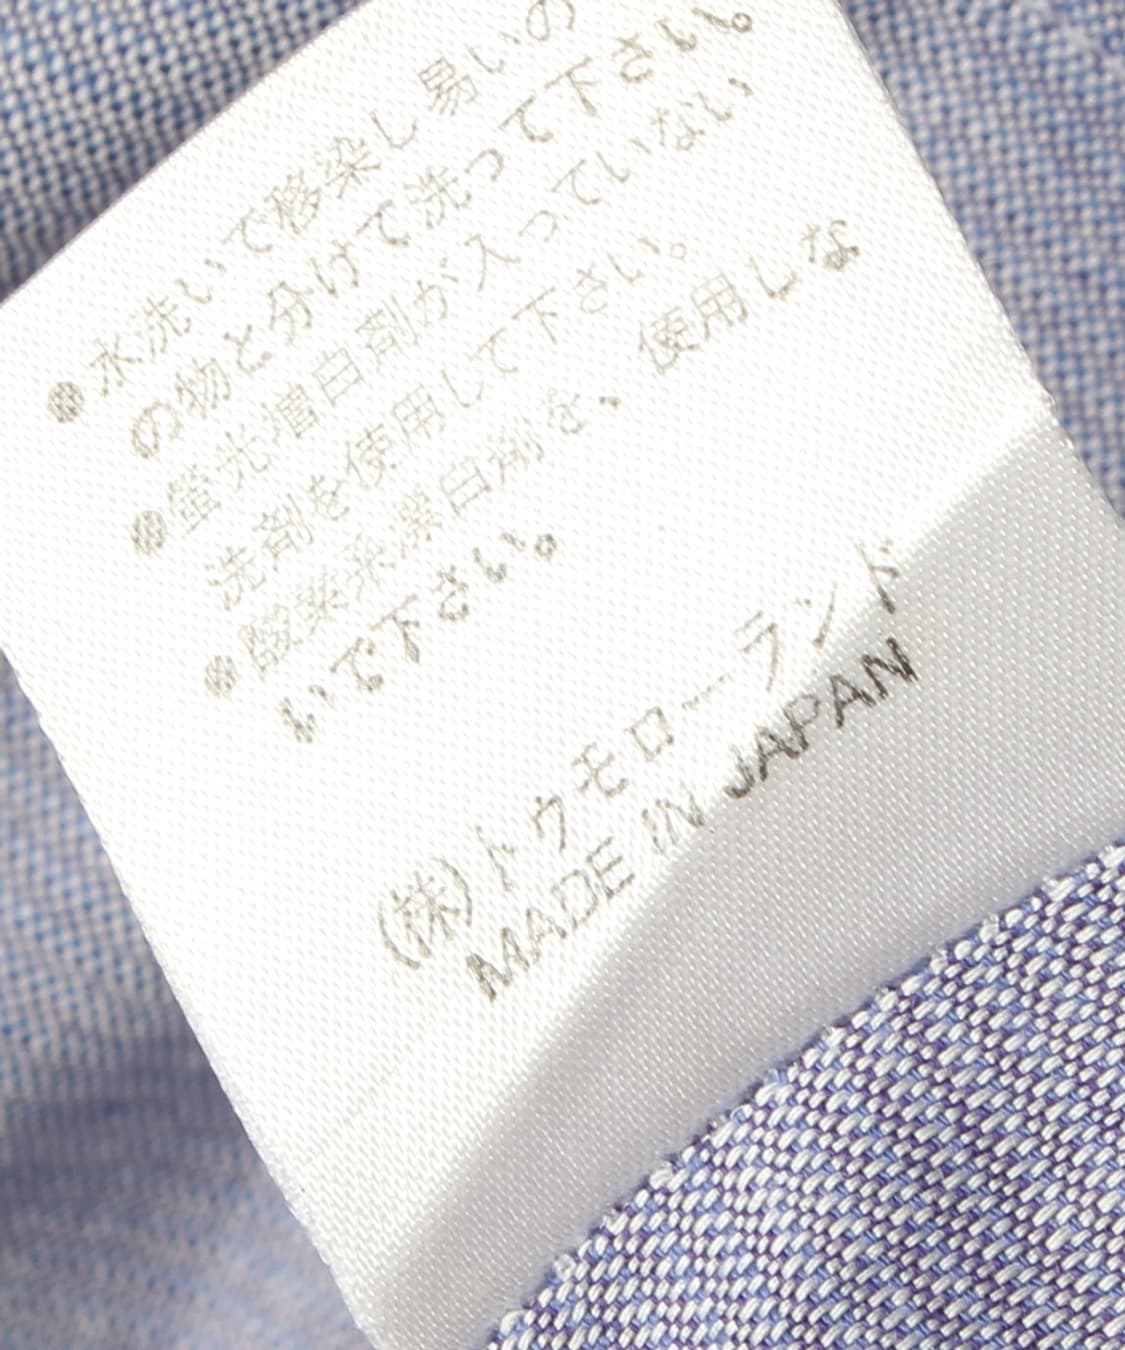 ●水洗いで移染し易いの
の物と分けて洗って下さい。
●螢光増白剤が入っていない
洗剤を使用して下さい。
●酸素系漂白剤を、使用しな
いで下さい。
(株)トゥモローランド
MADE IN JAPAN